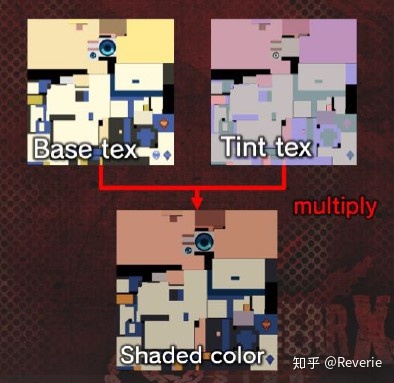 Base tex
Tint tex
multiply
Shaded color
知乎 @Reverie